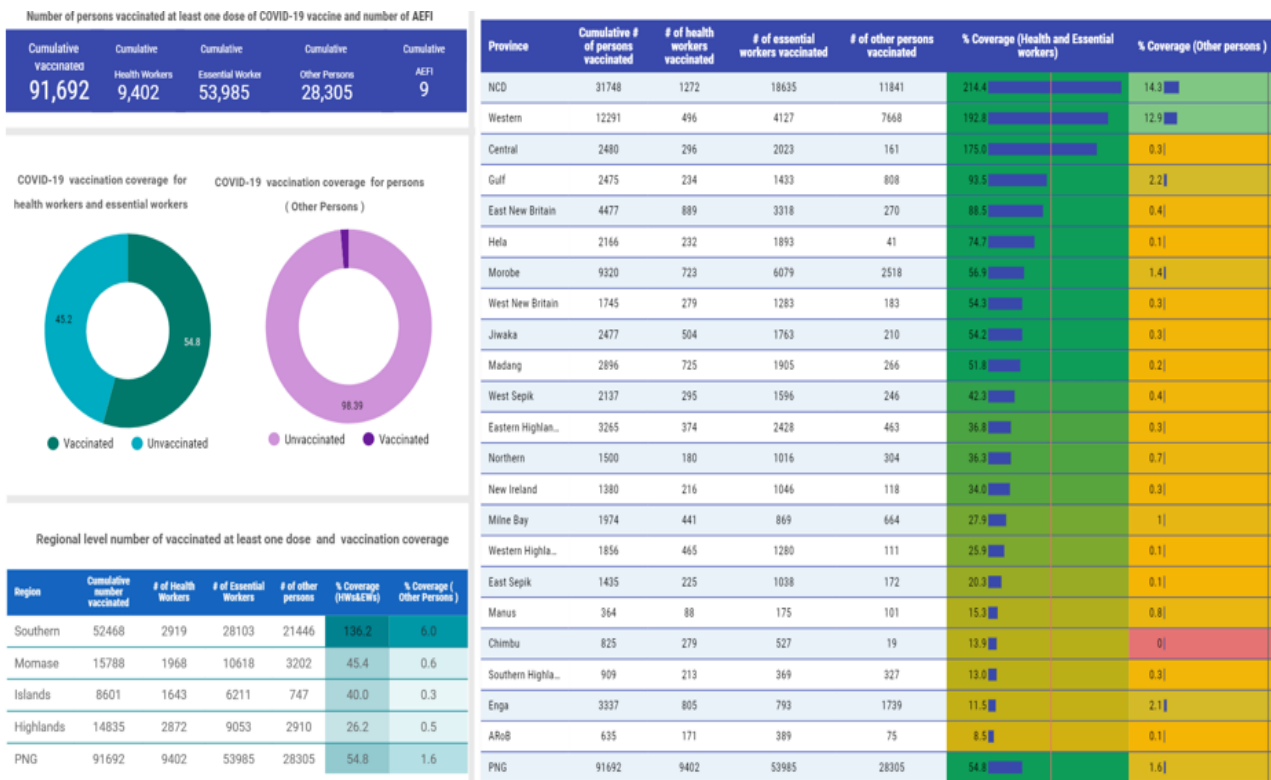 Number of persons vaccinated at least one dose of COVID-19 vaccine and number of AEFI
Cumulative vaccinated
91,692
Cumulative
Health Workers
9,402
Cumulative
Essential Worker
53,985
Cumulative
Other Persons
28,305
Cumulative
AEFI
9
COVID-19 vaccination coverage for
health workers and essential workers
45.2
54.8
Vaccinated Unvaccinated
COVID-19 vaccination coverage for persons
( Other Persons )
98.39
Unvaccinated Vaccinated
Regional level number of vaccinated at least one dose and vaccination coverage
Region Cumulative number vaccinated # of Health Workers # of Essential Workers # of other persons % Coverage (HWs&EWs) % Coverage ( Other Persons )
Southern 52468 2919 28103 21446 136.2 6.0
Momase 15788 1968 10618 3202 45.4 0.6
Islands 8601 1643 6211 747 40.0 0.3
Highlands 14835 2872 9053 2910 26.2 0.5
PNG 91692 9402 53985 28305 54.8 1.6
Province Cumulative # of persons vaccinated # of health workers vaccinated # of essential workers vaccinated # of other persons vaccinated % Coverage (Health and Essential workers) % Coverage (Other persons )
NCD 31748 1272 18635 11841 214.4 14.3
Western 12291 496 4127 7668 192.8 12.9
Central 2480 296 2023 161 175.0 0.3
Gulf 2475 234 1433 808 93.5 2.2
East New Britain 4477 889 3318 270 88.5 0.4
Hela 2166 232 1893 41 74.7 0.1
Morobe 9320 723 6079 2518 56.9 1.4
West New Britain 1745 279 1283 183 54.3 0.3
Jiwaka 2477 504 1763 210 54.2 0.3
Madang 2896 725 1905 266 51.8 0.2
West Sepik 2137 295 1596 246 42.3 0.4
Eastern Highlan... 3265 374 2428 463 36.8 0.3
Northern 1500 180 1016 304 36.3 0.7
New Ireland 1380 216 1046 118 34.0 0.3
Milne Bay 1974 441 869 664 27.9 1
Western Highla... 1856 465 1280 111 25.9 0.1
East Sepik 1435 225 1038 172 20.3 0.1
Manus 364 88 175 101 15.3 0.8
Chimbu 825 279 527 19 13.9 0
Southern Highla... 909 213 369 327 13.0 0.3
Enga 3337 805 793 1739 11.5 2.1
ARoB 635 171 389 75 8.5 0.1
PNG 91692 9402 53985 28305 54.8 1.6